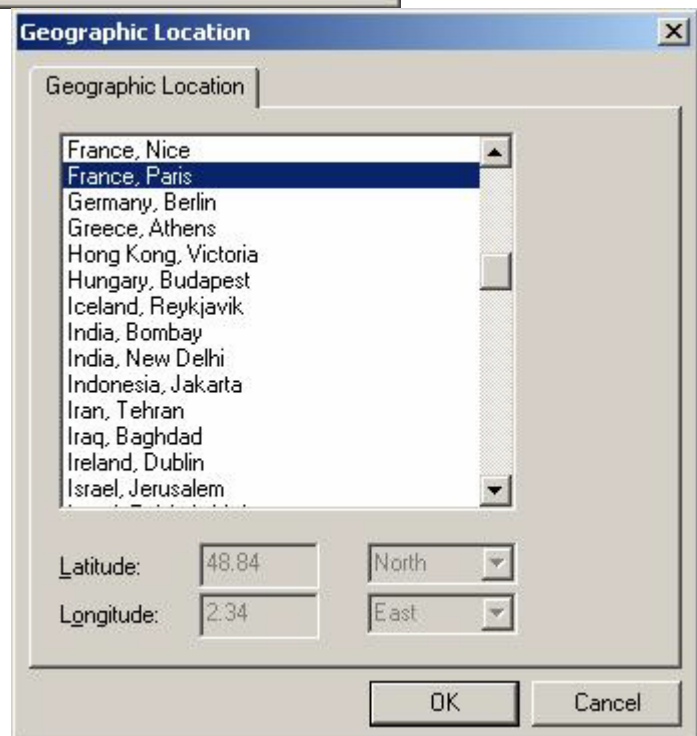 Geographic Location
Geographic Location
France, Nice
France, Paris
Germany, Berlin
Greece, Athens
Hong Kong, Victoria
Hungary, Budapest
Iceland, Reykjavik
India, Bombay
India, New Delhi
Indonesia, Jakarta
Iran, Tehran
Iraq, Baghdad
Ireland, Dublin
Israel, Jerusalem
Latitude: 48.84 North
Longitude: 2.34 East
OK Cancel